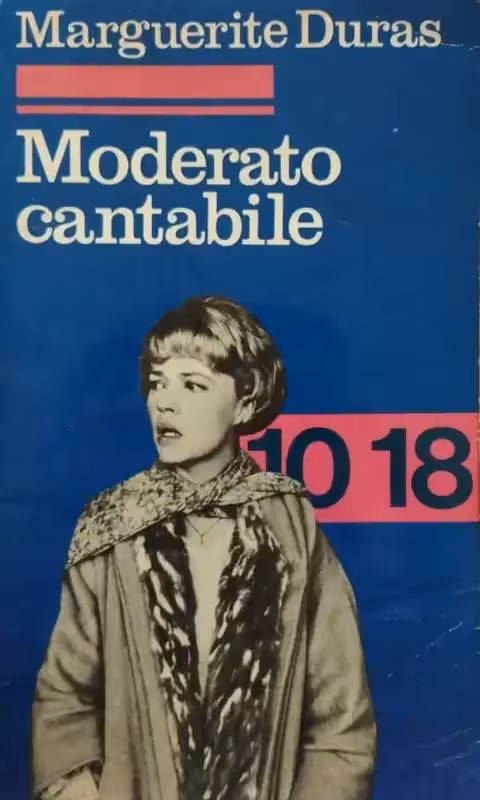 Marguerite Duras
Moderato
cantabile
10 18